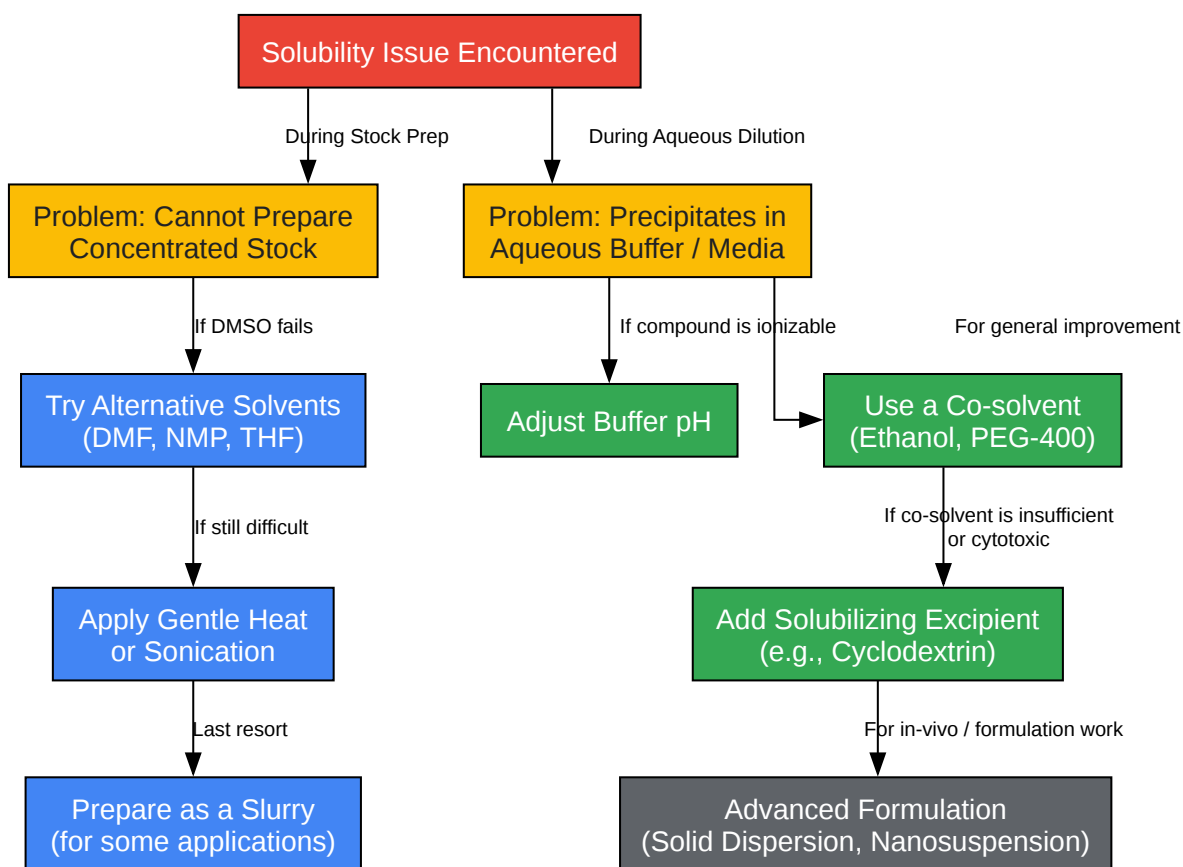 Solubility Issue Encountered
During Stock Prep
During Aqueous Dilution
Problem: Cannot Prepare
Concentrated Stock
Problem: Precipitates in
Aqueous Buffer / Media
If DMSO fails
If compound is ionizable
For general improvement
Try Alternative Solvents
(DMF, NMP, THF)
Adjust Buffer pH
Use a Co-solvent
(Ethanol, PEG-400)
If still difficult
If co-solvent is insufficient
or cytotoxic
Apply Gentle Heat
or Sonication
Add Solubilizing Excipient
(e.g., Cyclodextrin)
Last resort
For in-vivo / formulation work
Prepare as a Slurry
(for some applications)
Advanced Formulation
(Solid Dispersion, Nanosuspension)